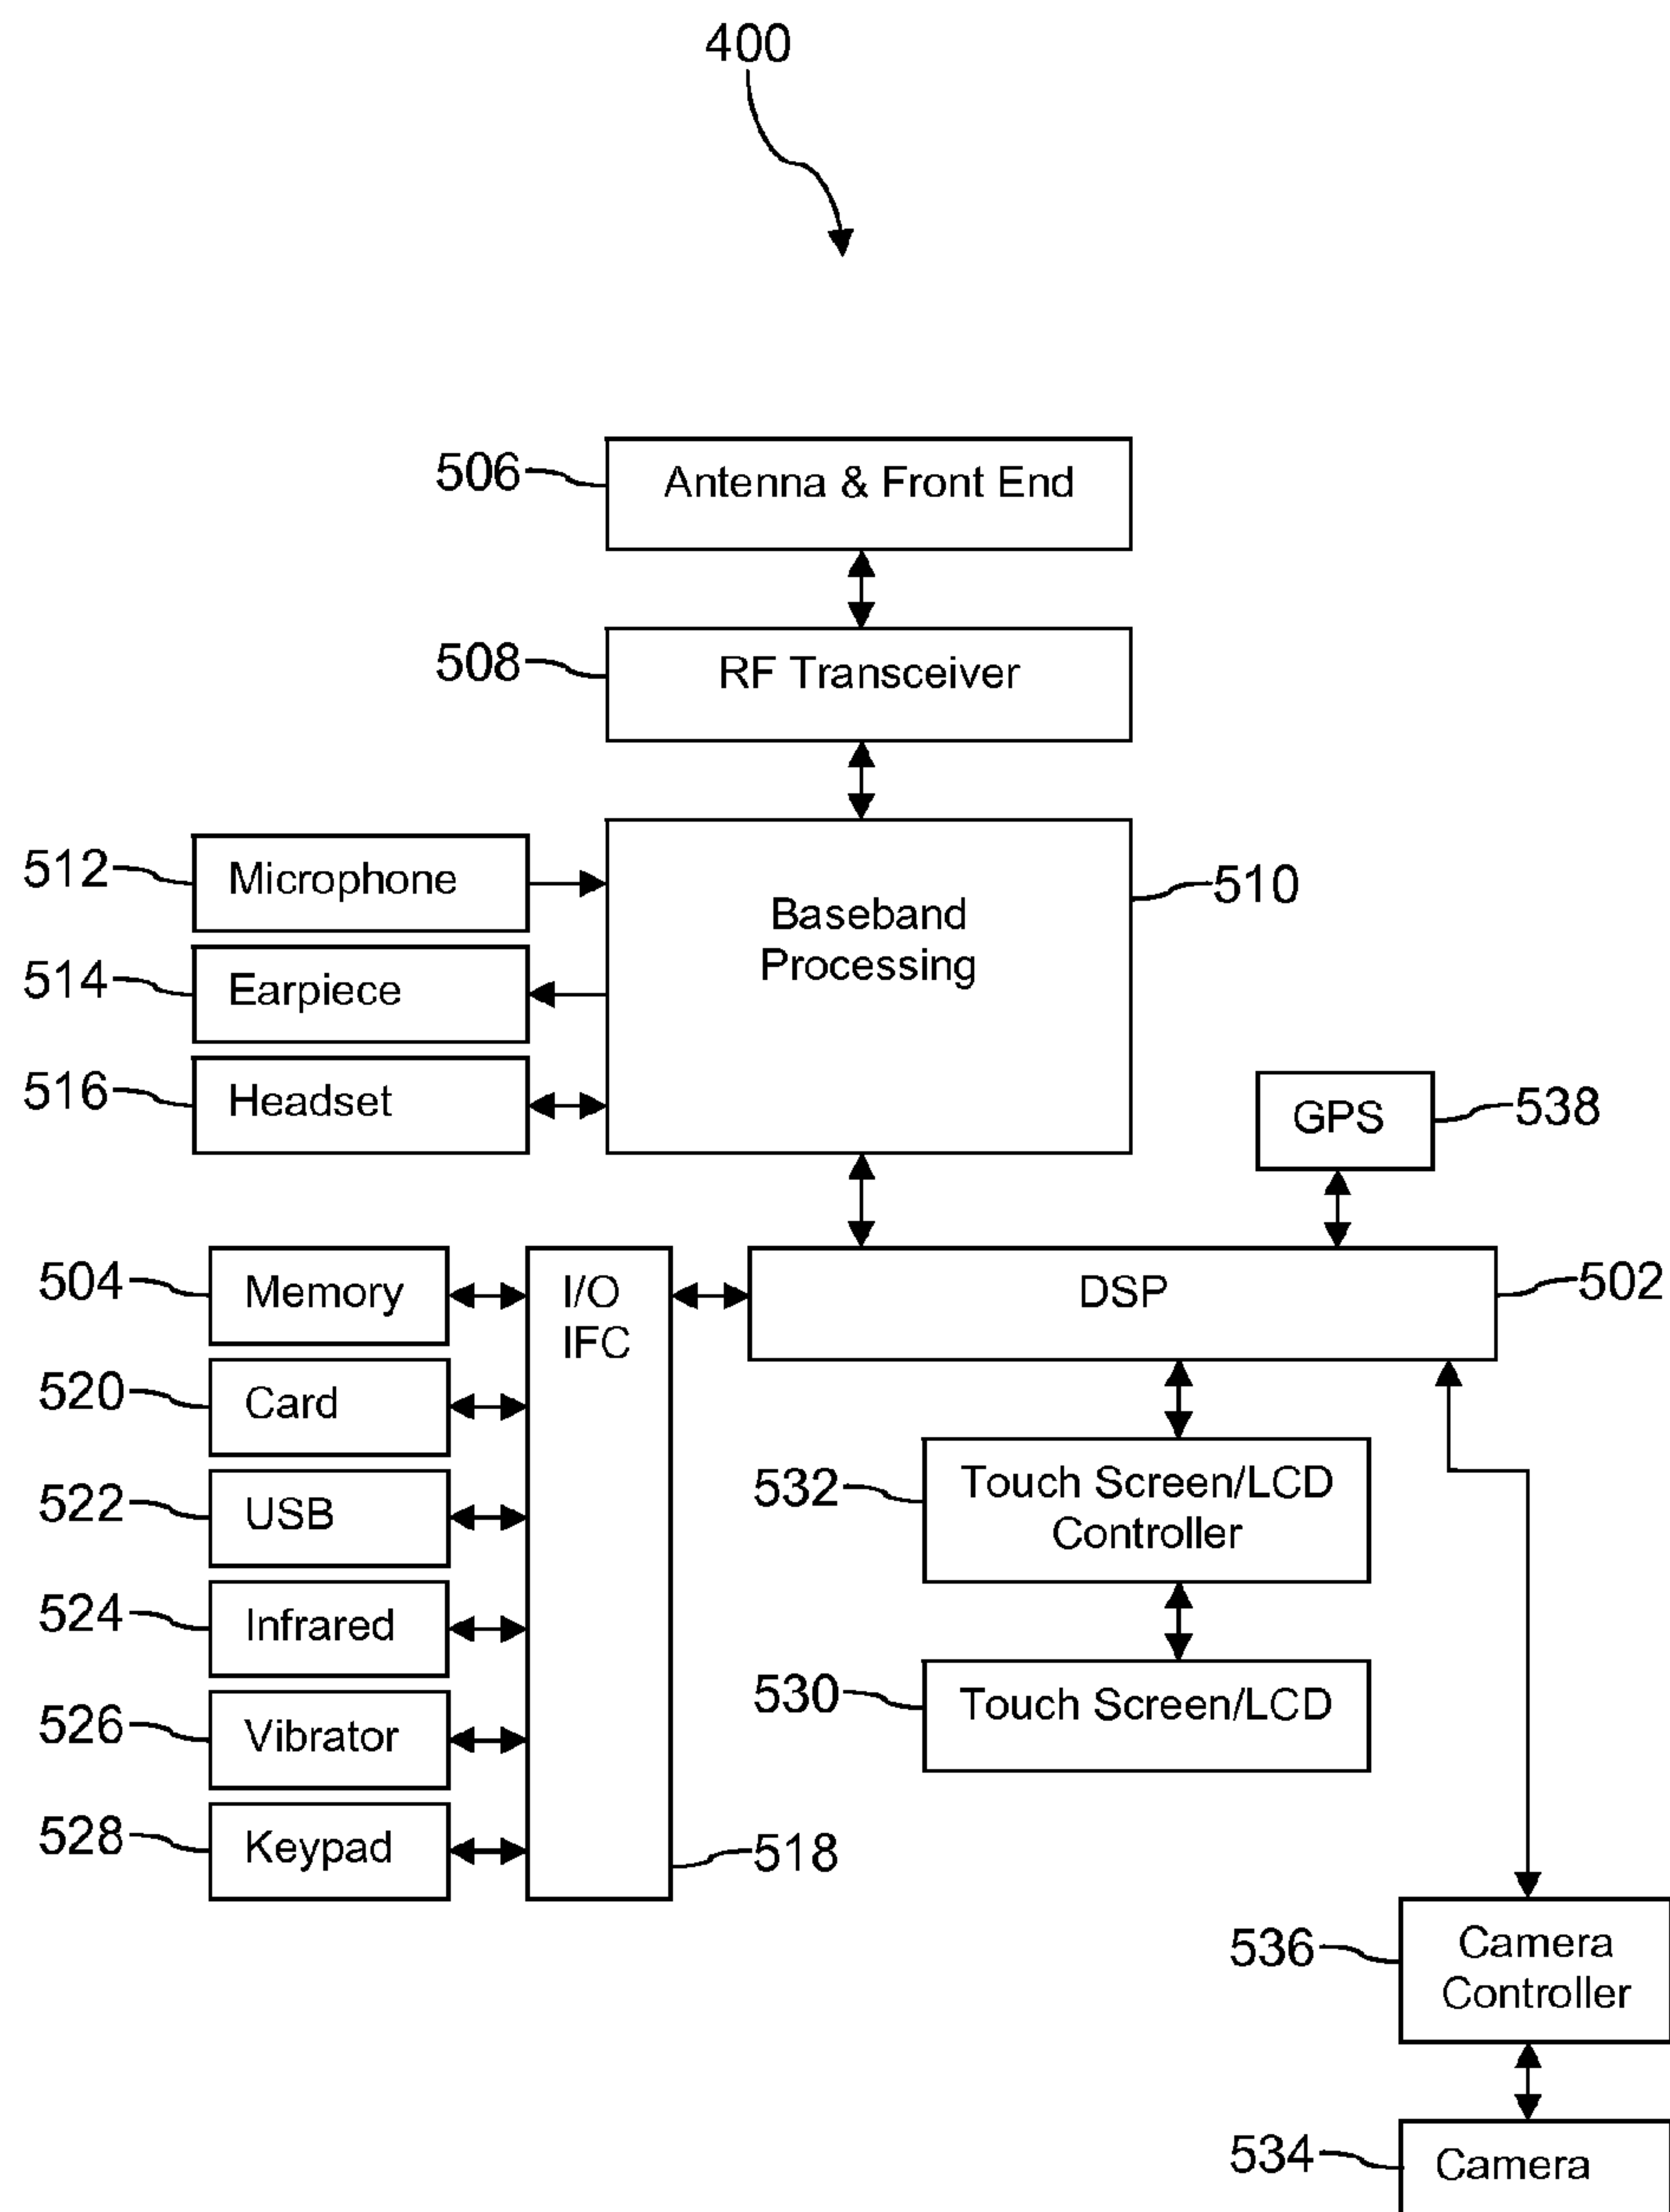 400
506
Antenna & Front End
508
RF Transceiver
512
Microphone
Baseband
Processing
510
514
Earpiece
516
Headset
GPS
538
504
Memory
I/O
IFC
DSP
502
520
Card
522
USB
532
Touch Screen/LCD
Controller
524
Infrared
530
Touch Screen/LCD
526
Vibrator
528
Keypad
518
536
Camera
Controller
534
Camera